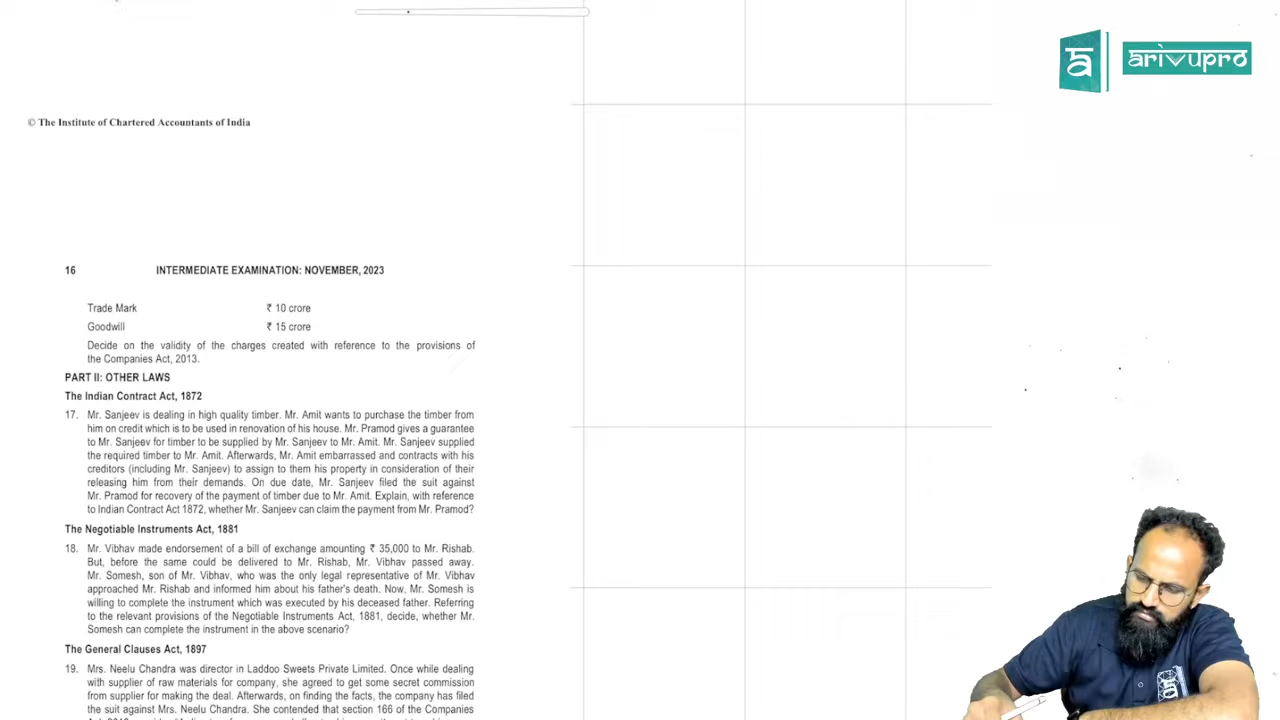 ā
arivupro
© The Institute of Chartered Accountants of India
16 INTERMEDIATE EXAMINATION: NOVEMBER, 2023
Trade Mark ₹ 10 crore
Goodwill ₹ 15 crore
Decide on the validity of the charges created with reference to the provisions of
the Companies Act, 2013.
PART II: OTHER LAWS
The Indian Contract Act, 1872
17. Mr. Sanjeev is dealing in high quality timber. Mr. Amit wants to purchase the timber from
him on credit which is to be used in renovation of his house. Mr. Pramod gives a guarantee
to Mr. Sanjeev for timber to be supplied by Mr. Sanjeev to Mr. Amit. Mr. Sanjeev supplied
the required timber to Mr. Amit. Afterwards, Mr. Amit embarrassed and contracts with his
creditors (including Mr. Sanjeev) to assign to them his property in consideration of their
releasing him from their demands. On due date, Mr. Sanjeev filed the suit against
Mr. Pramod for recovery of the payment of timber due to Mr. Amit. Explain, with reference
to Indian Contract Act 1872, whether Mr. Sanjeev can claim the payment from Mr. Pramod?
The Negotiable Instruments Act, 1881
18. Mr. Vibhav made endorsement of a bill of exchange amounting ₹ 35,000 to Mr. Rishab.
But, before the same could be delivered to Mr. Rishab, Mr. Vibhav passed away.
Mr. Somesh, son of Mr. Vibhav, who was the only legal representative of Mr. Vibhav
approached Mr. Rishab and informed him about his father's death. Now, Mr. Somesh is
willing to complete the instrument which was executed by his deceased father. Referring
to the relevant provisions of the Negotiable Instruments Act, 1881, decide, whether Mr.
Somesh can complete the instrument in the above scenario?
The General Clauses Act, 1897
19. Mrs. Neelu Chandra was director in Laddoo Sweets Private Limited. Once while dealing
with supplier of raw materials for company, she agreed to get some secret commission
from supplier for making the deal. Afterwards, on finding the facts, the company has filed
the suit against Mrs. Neelu Chandra. She contended that section 166 of the Companies